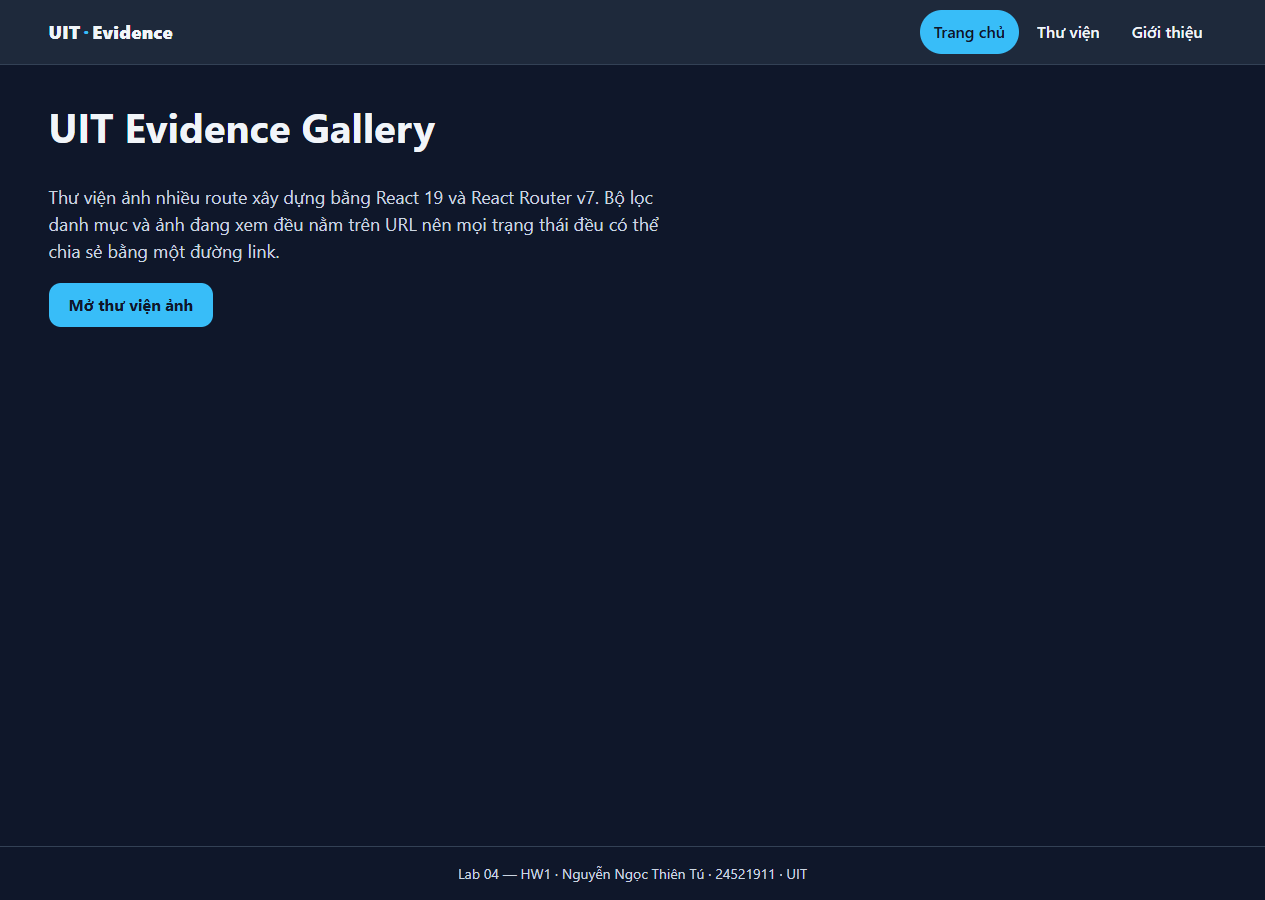 UIT · Evidence
Trang chủ
Thư viện
Giới thiệu
UIT Evidence Gallery
Thư viện ảnh nhiều route xây dựng bằng React 19 và React Router v7. Bộ lọc
danh mục và ảnh đang xem đều nằm trên URL nên mọi trạng thái đều có thể
chia sẻ bằng một đường link.
Mở thư viện ảnh
Lab 04 — HW1 · Nguyễn Ngọc Thiên Tú · 24521911 · UIT